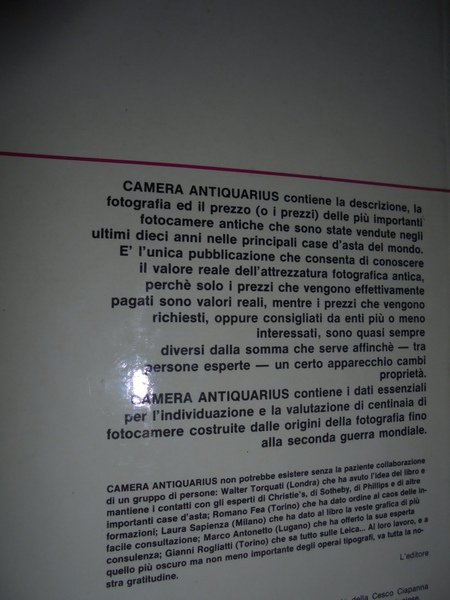 CAMERA ANTIQUARIUS contiene la descrizione, la
fotografia ed il prezzo (o i prezzi) delle più importanti
fotocamere antiche che sono state vendute negli
ultimi dieci anni nelle principali case d'asta del mondo.
E' l'unica pubblicazione che consenta di conoscere
il valore reale dell'attrezzatura fotografica antica,
perchè solo i prezzi che vengono effettivamente
pagati sono valori reali, mentre i prezzi che vengono
richiesti, oppure consigliati da enti più o meno
interessati, sono quasi sempre
diversi dalla somma che serve affinchè — tra
persone esperte — un certo apparecchio cambi
proprietà.
CAMERA ANTIQUARIUS contiene i dati essenziali
per l'individuazione e la valutazione di centinaia di
fotocamere costruite dalle origini della fotografia fino
alla seconda guerra mondiale.
CAMERA ANTIQUARIUS non potrebbe esistere senza la paziente collaborazione
di un gruppo di persone: Walter Torquati (Londra) che ha avuto l'idea del libro e
mantiene i contatti con gli esperti di Christie's, di Sotheby, di Phillips e di altre
importanti case d'asta; Romano Fea (Torino) che ha dato ordine al caos delle in-
formazioni; Laura Sapienza (Milano) che ha dato al libro la veste grafica di più
facile consultazione; Marco Antonetto (Lugano) che ha offerto la sua esperta
consulenza; Gianni Rogliatti (Torino) che sa tutto sulle Leica... Al loro lavoro, e a
quello più oscuro ma non meno importante degli operai tipografi, va tutta la no-
stra gratitudine.
L'editore
della Cesco Ciapanna